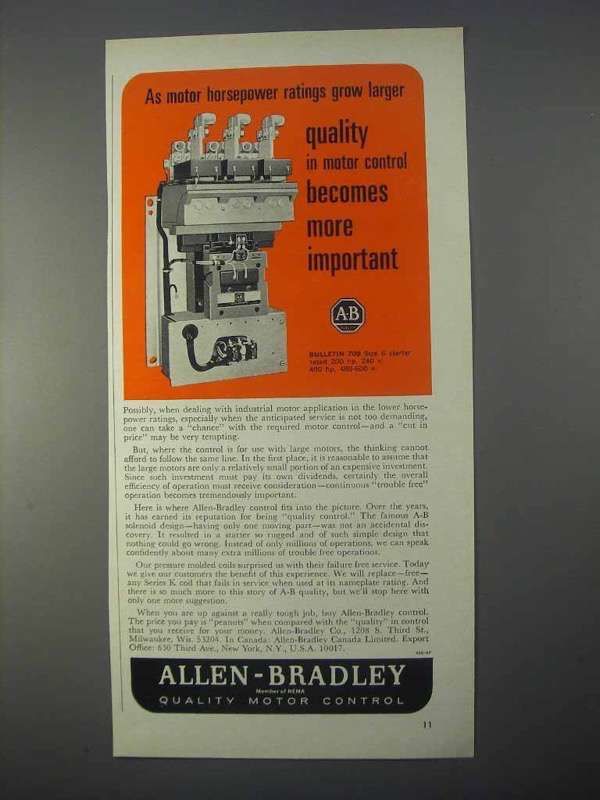 As motor horsepower ratings grow larger
quality
in motor control
becomes
more
important
A-B
QUALITY
BULLETIN 709 Size 6 starter
rated 200 hp, 240 v;
400 hp, 480-600 v.
Possibly, when dealing with industrial motor application in the lower horse-
power ratings, especially when the anticipated service is not too demanding,
one can take a “chance” with the required motor control—and a “cut in
price” may be very tempting.
But, where the control is for use with large motors, the thinking cannot
afford to follow the same line. In the first place, it is reasonable to assume that
the large motors are only a relatively small portion of an expensive investment.
Since such investment must pay its own dividends, certainly the overall
efficiency of operation must receive consideration—continuous “trouble free”
operation becomes tremendously important.
Here is where Allen-Bradley control fits into the picture. Over the years,
it has earned its reputation for being “quality control.” The famous A-B
solenoid design—having only one moving part—was not an accidental dis-
covery. It resulted in a starter so rugged and of such simple design that
nothing could go wrong. Instead of only millions of operations, we can speak
confidently about many extra millions of trouble free operations.
Our pressure molded coils surprised us with their failure free service. Today
we give our customers the benefit of this experience. We will replace—free—
any Series K coil that fails in service when used at its nameplate rating. And
there is so much more to this story of A-B quality, but we’ll stop here with
only one more suggestion.
When you are up against a really tough job, buy Allen-Bradley control.
The price you pay is “peanuts” when compared with the “quality” in control
that you receive for your money. Allen-Bradley Co., 1208 S. Third St.,
Milwaukee, Wis. 53204. In Canada: Allen-Bradley Canada Limited. Export
Office: 630 Third Ave., New York, N.Y., U.S.A. 10017.
ALLEN-BRADLEY
Member of NEMA
QUALITY MOTOR CONTROL
11